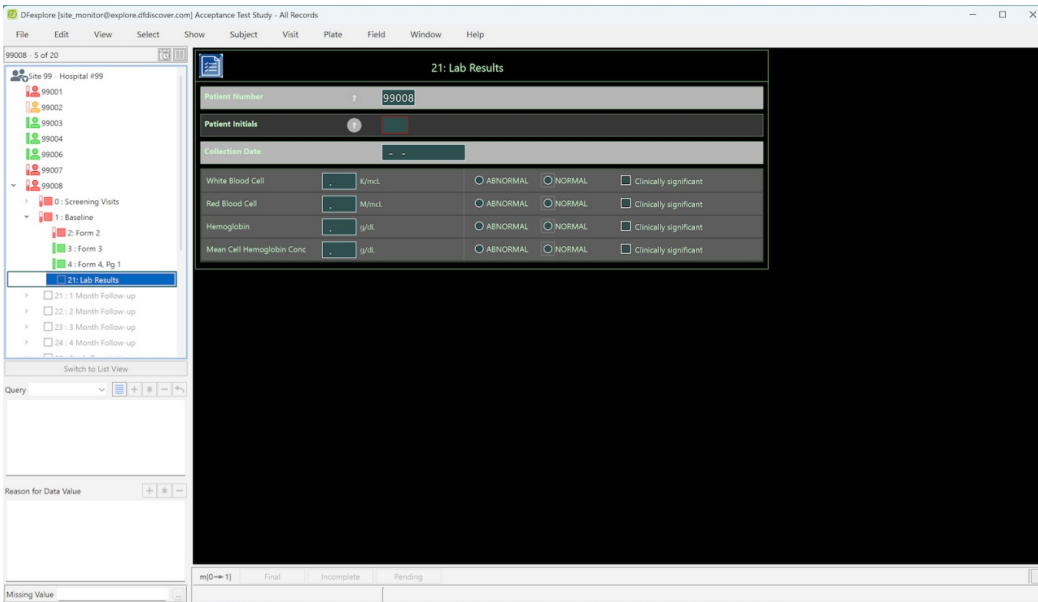 DFexplore [site_monitor@explore.dfdiscover.com] Acceptance Test Study - All Records
File Edit View Select Show Subject Visit Plate Field Window Help
99008 - 5 of 20
Site 99 - Hospital #99
99001
99002
99003
99004
99006
99007
99008
0 : Screening Visits
1 : Baseline
2: Form 2
3 : Form 3
4 : Form 4, Pg 1
21: Lab Results
21 : 1 Month Follow-up
22 : 2 Month Follow-up
23 : 3 Month Follow-up
24 : 4 Month Follow-up
Switch to List View
Query
Reason for Data Value
Missing Value ...
21: Lab Results
Patient Number ? 99008
Patient Initials ?
Collection Date - -
White Blood Cell . K/mcL ABNORMAL NORMAL Clinically significant
Red Blood Cell . M/mcL ABNORMAL NORMAL Clinically significant
Hemoglobin . g/dL ABNORMAL NORMAL Clinically significant
Mean Cell Hemoglobin Conc . g/dL ABNORMAL NORMAL Clinically significant
m[0➔1] Final Incomplete Pending